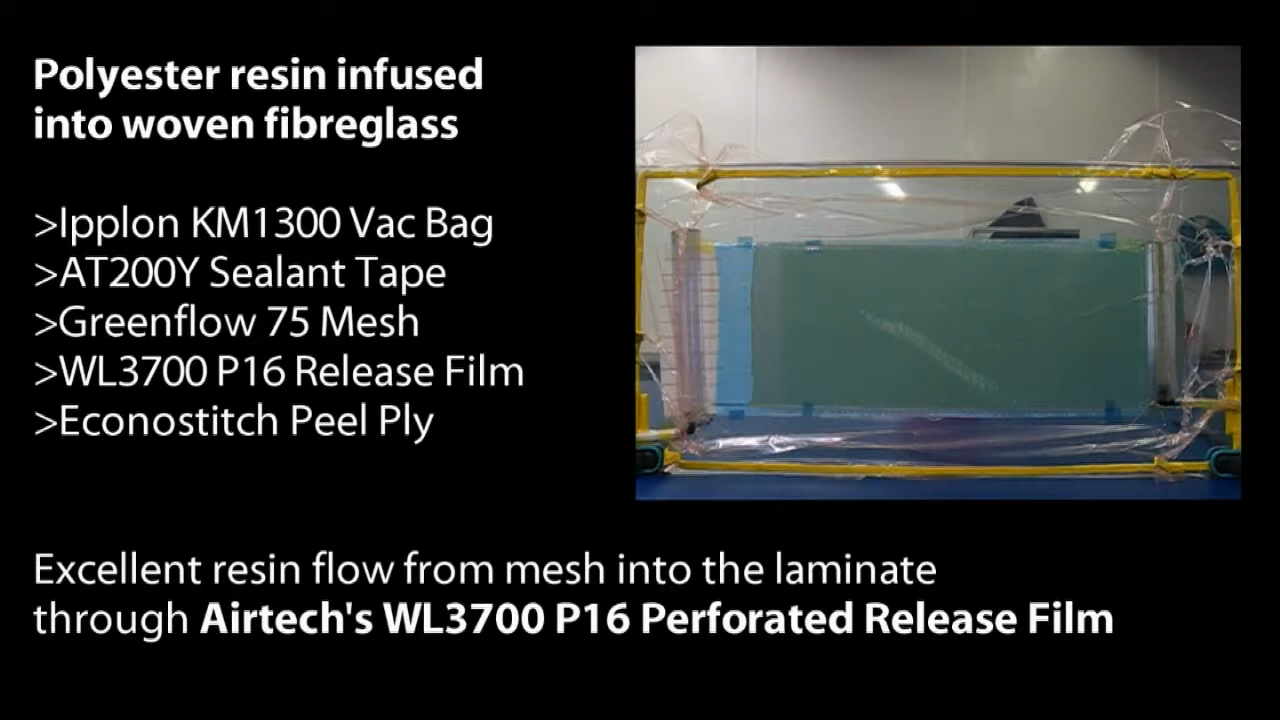 Polyester resin infused
into woven fibreglass
>Ipplon KM1300 Vac Bag
>AT200Y Sealant Tape
>Greenflow 75 Mesh
>WL3700 P16 Release Film
>Econostitch Peel Ply
Excellent resin flow from mesh into the laminate
through Airtech's WL3700 P16 Perforated Release Film